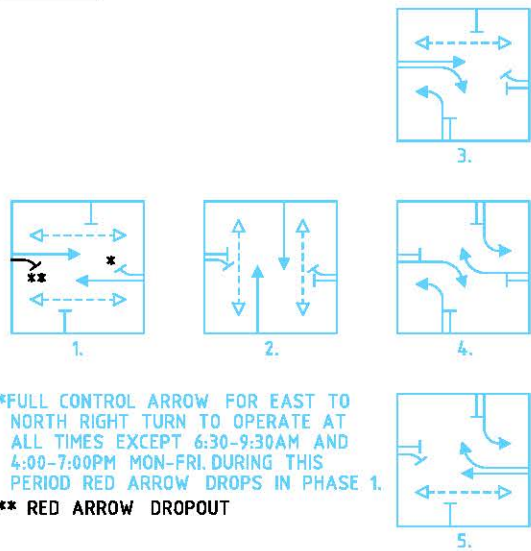 3.
*
**
1.
2.
4.
*FULL CONTROL ARROW FOR EAST TO
NORTH RIGHT TURN TO OPERATE AT
ALL TIMES EXCEPT 6:30-9:30AM AND
4:00-7:00PM MON-FRI. DURING THIS
PERIOD RED ARROW DROPS IN PHASE 1.
** RED ARROW DROPOUT
5.